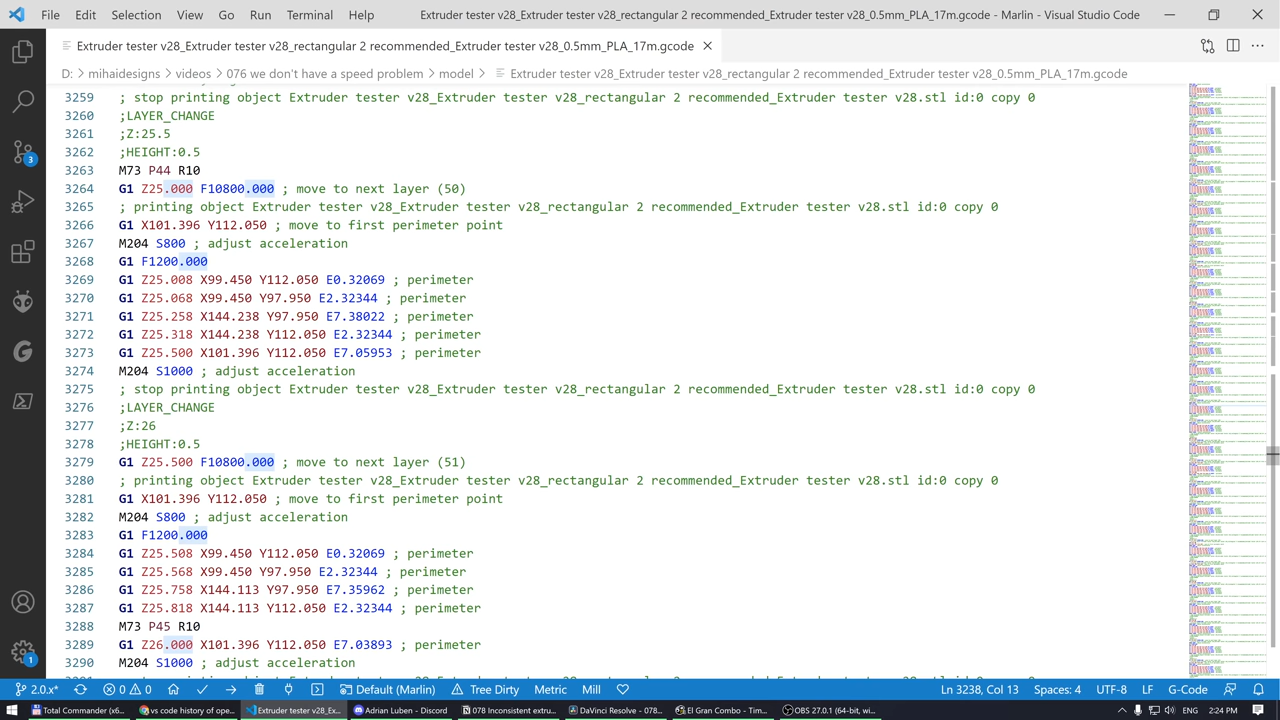 File Edit Selection View Go Run Terminal Help Extruder tester v28_Extruder tester v28_rectangular 2 recommended_Extruder tester v28_0.5mm_PLA_17m.gcode - Marlin - Visual Studio Code
Extruder tester v28_Extruder tester v28_rectangular 2 recommended_Extruder tester v28_0.5mm_PLA_17m.gcode
D: > mihaidesigns > videos > 076 we don't have a speed problem > model > Extruder tester v28_Extruder tester v28_rectangular 2 recommended_Extruder tester v28_0.5mm_PLA_17m.gcode
3259 ; stop printing object Extruder tester v28_Extruder tester v28_rectangular 2 recommended_Extruder tester v28.stl id:0 copy 0
3260 ;LAYER_CHANGE
3261 ;Z:25.5
3262 ;HEIGHT:0.5
3263 M73 P54 R10
3264 G1 Z25.000 F10800.000 ; move to next layer (50)
3265 ; printing object Extruder tester v28_Extruder tester v28_rectangular 2 recommended_Extruder tester v28.stl id:0 copy 0
3266 G1 X101.396 Y112.050 ; move to first perimeter point
3267 M204 S800 ; adjust acceleration
3268 G1 F1200.000
3269 G1 Z25.008 X99.450 Y112.050 E0.32069 ; perimeter
3270 G1 Z25.068 X99.450 Y97.950 E2.32344 ; perimeter
3271 G1 Z25.258 X144.350 Y97.950 E7.39862 ; perimeter
3272 G1 Z25.318 X144.350 Y112.050 E2.32344 ; perimeter
3273 G1 Z25.500 X101.396 Y112.050 E7.07793 ; perimeter
3274 M204 S1000 ; adjust acceleration
3275 ; stop printing object Extruder tester v28_Extruder tester v28_rectangular 2 recommended_Extruder tester v28.stl id:0 copy 0
3276 ;LAYER_CHANGE
3277 ;Z:26
3278 ;HEIGHT:0.5
3279 G1 Z25.500 F10800.000 ; move to next layer (51)
3280 ; printing object Extruder tester v28_Extruder tester v28_rectangular 2 recommended_Extruder tester v28.stl id:0 copy 0
3281 G1 X101.396 Y112.050 ; move to first perimeter point
3282 M204 S800 ; adjust acceleration
3283 G1 F1200.000
3284 G1 Z25.508 X99.450 Y112.050 E0.32069 ; perimeter
3285 G1 Z25.568 X99.450 Y97.950 E2.32344 ; perimeter
3286 G1 Z25.758 X144.350 Y97.950 E7.39862 ; perimeter
3287 G1 Z25.818 X144.350 Y112.050 E2.32344 ; perimeter
3288 M73 P55 R10
3289 G1 Z26.000 X101.396 Y112.050 E7.07793 ; perimeter
3290 M204 S1000 ; adjust acceleration
3
1
2.0.x* 0 0 Default (Marlin) Tree Dirty Metric Mill Ln 3238, Col 13 Spaces: 4 UTF-8 LF G-Code
Total Commander (x6... vs code history of ope... Extruder tester v28_Ex... Adrian Luben - Discord 078 Inconsistent extru... DaVinci Resolve - 078... El Gran Combo - Tim... OBS 27.0.1 (64-bit, wi... ENG 2:24 PM